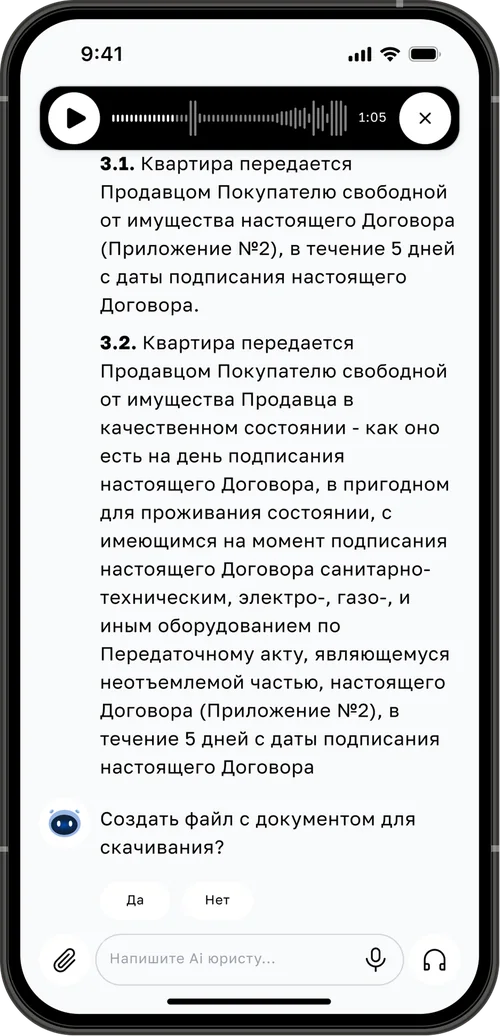 9:41
1:05
3.1. Квартира передается
Продавцом Покупателю свободной
от имущества настоящего Договора
(Приложение №2), в течение 5 дней
с даты подписания настоящего
Договора.
3.2. Квартира передается
Продавцом Покупателю свободной
от имущества Продавца в
качественном состоянии - как оно
есть на день подписания
настоящего Договора, в пригодном
для проживания состоянии, с
имеющимся на момент подписания
настоящего Договора санитарно-
техническим, электро-, газо-, и
иным оборудованием по
Передаточному акту, являющемуся
неотъемлемой частью, настоящего
Договора (Приложение №2), в
течение 5 дней с даты подписания
настоящего Договора
Создать файл с документом для
скачивания?
Да Нет
Напишите Ai юристу...